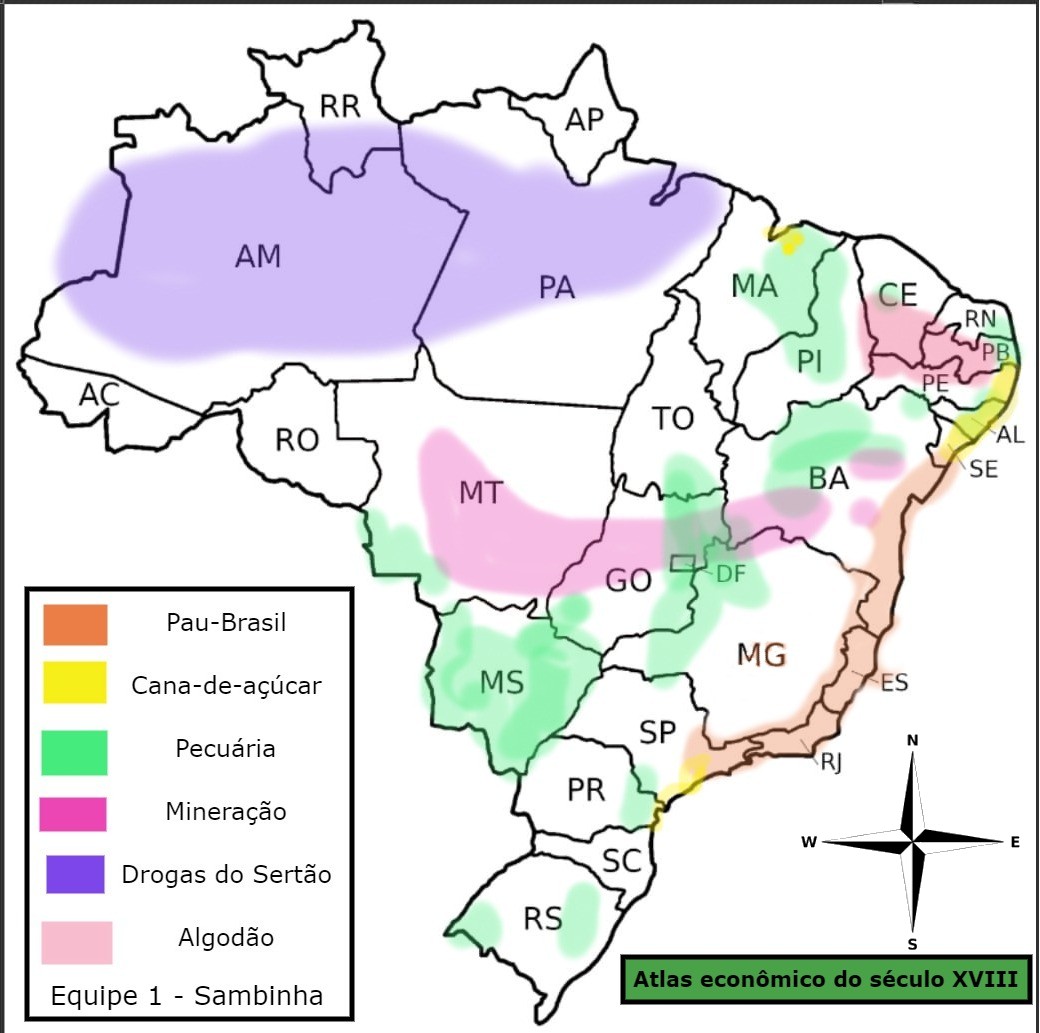 RR
AP
AM
PA
MA
CE
RN
PB
PI
PE
AC
TO
AL
RO
SE
BA
MT
GO
DF
MG
MS
ES
SP
RJ
PR
SC
RS
N
W
E
S
Pau-Brasil
Cana-de-açúcar
Pecuária
Mineração
Drogas do Sertão
Algodão
Equipe 1 - Sambinha
Atlas econômico do século XVIII